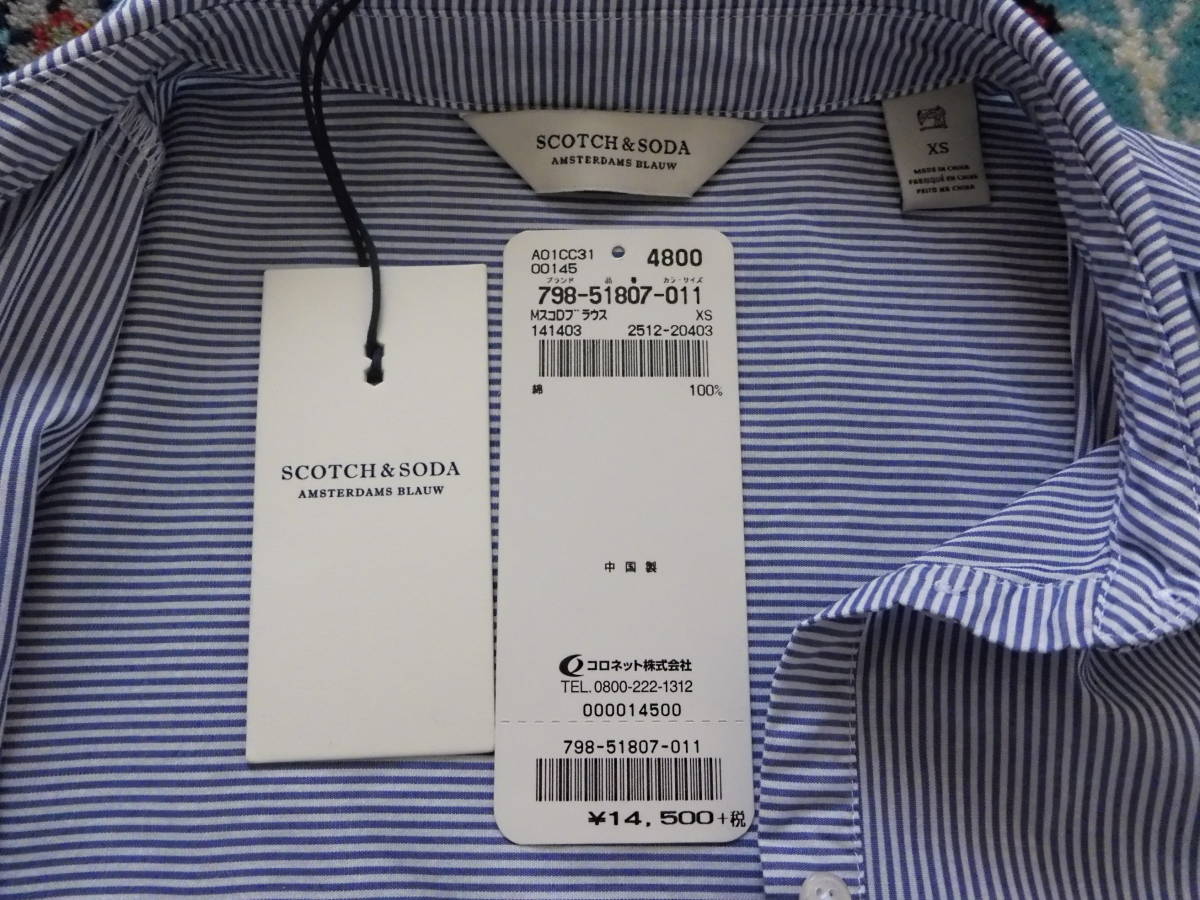 SCOTCH & SODA
AMSTERDAMS BLAUW
XS
MADE IN CHINA
FABRIQUÉ EN CHINE
FEITO NA CHINA
SCOTCH & SODA
AMSTERDAMS BLAUW
A01CC31 4800
00145
ブランド 品 番 カラ・サイズ
798-51807-011
Mスコロブラウス XS
141403 2512-20403
綿 100%
中 国 製
コロネット株式会社
TEL. 0800-222-1312
000014500
798-51807-011
¥14,500+税